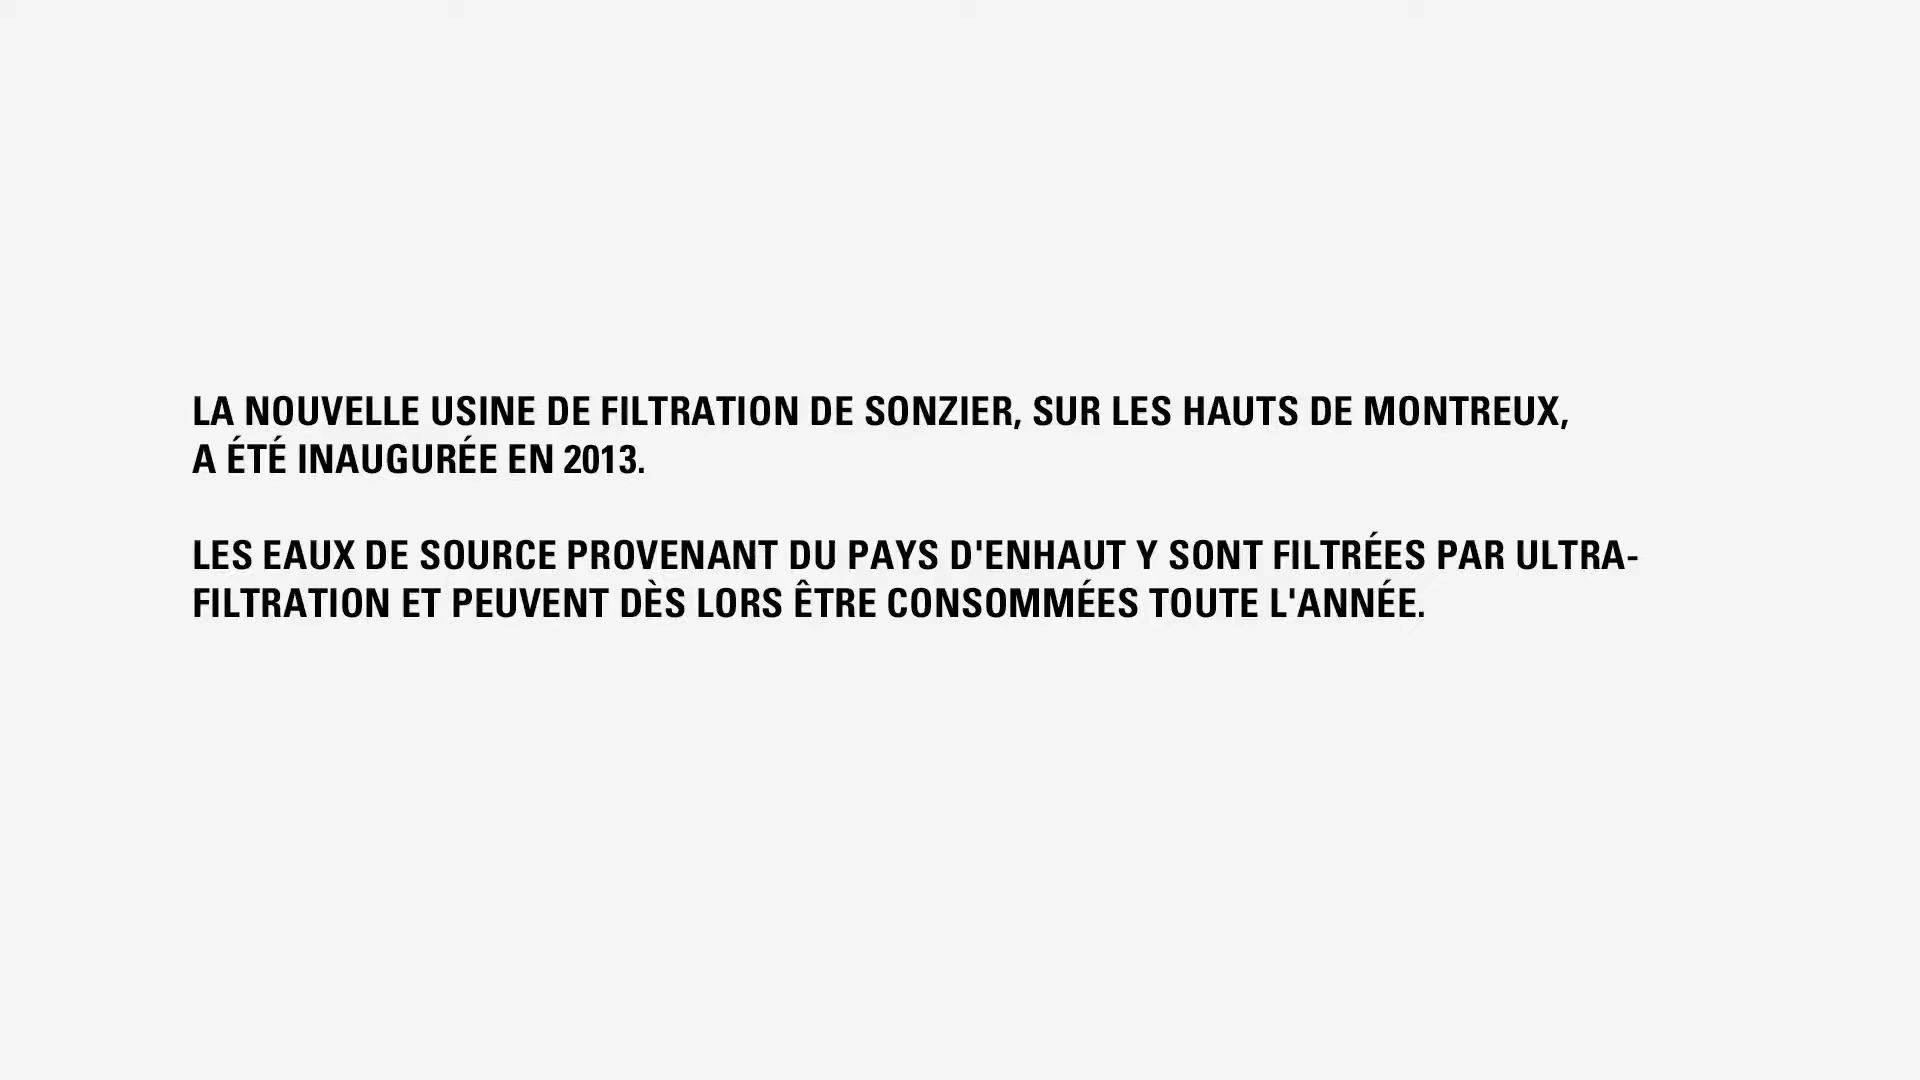 LA NOUVELLE USINE DE FILTRATION DE SONZIER, SUR LES HAUTS DE MONTREUX,
A ÉTÉ INAUGURÉE EN 2013.
LES EAUX DE SOURCE PROVENANT DU PAYS D'ENHAUT Y SONT FILTRÉES PAR ULTRA-
FILTRATION ET PEUVENT DÈS LORS ÊTRE CONSOMMÉES TOUTE L'ANNÉE.